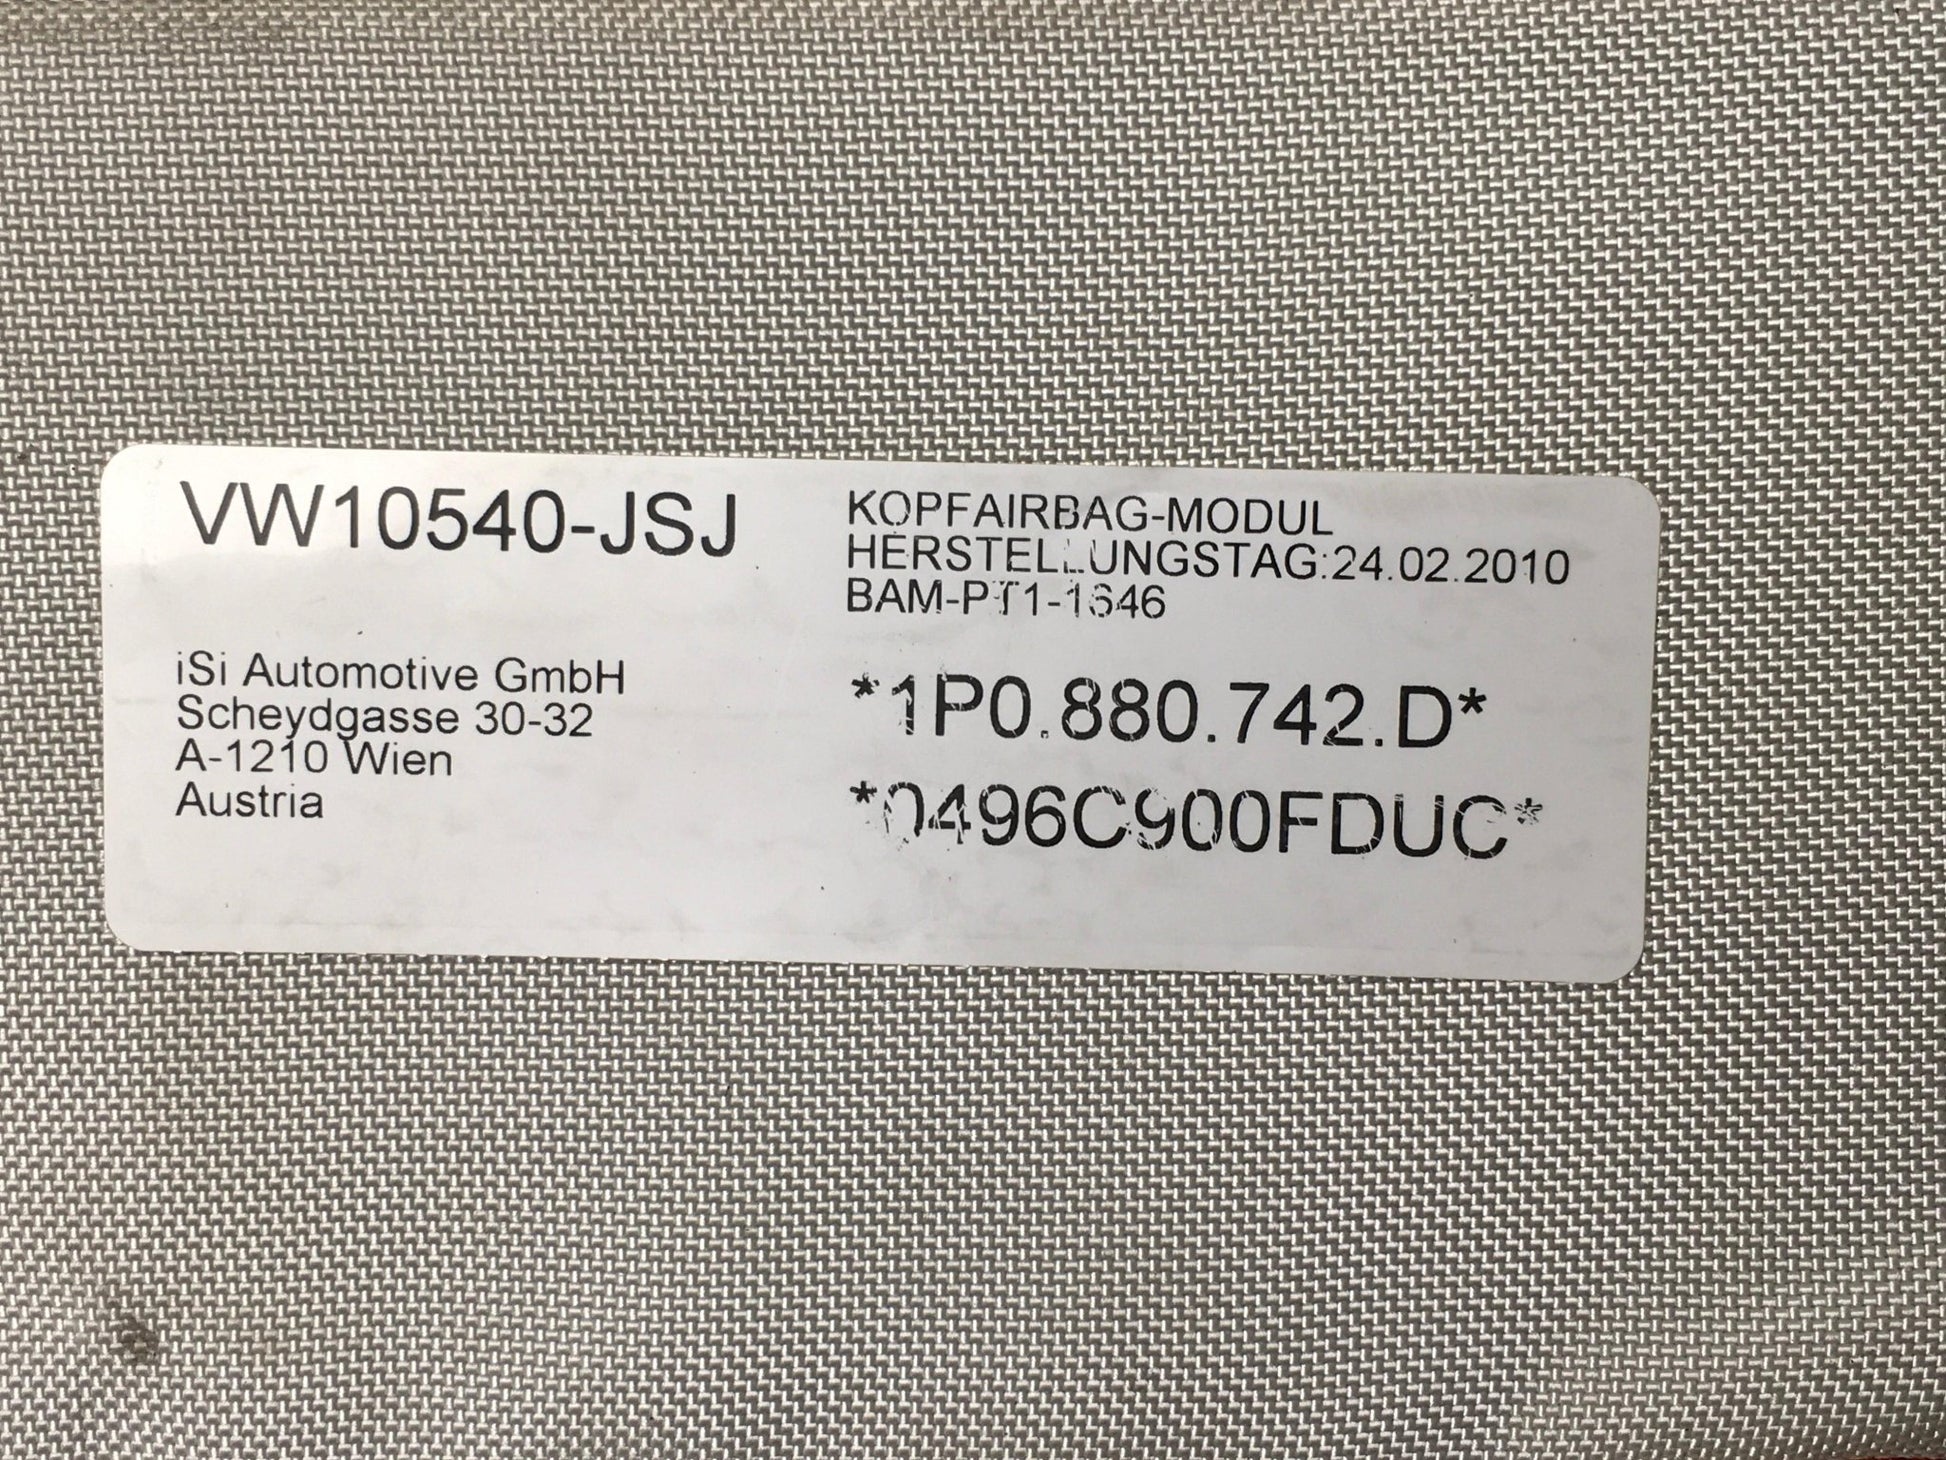 VW10540-JSJ
iSi Automotive GmbH
Scheydgasse 30-32
A-1210 Wien
Austria
KOPFAIRBAG-MODUL
HERSTELLUNGSTAG:24.02.2010
BAM-PT1-1646
*1P0.880.742.D*
*0496C900FDUC*